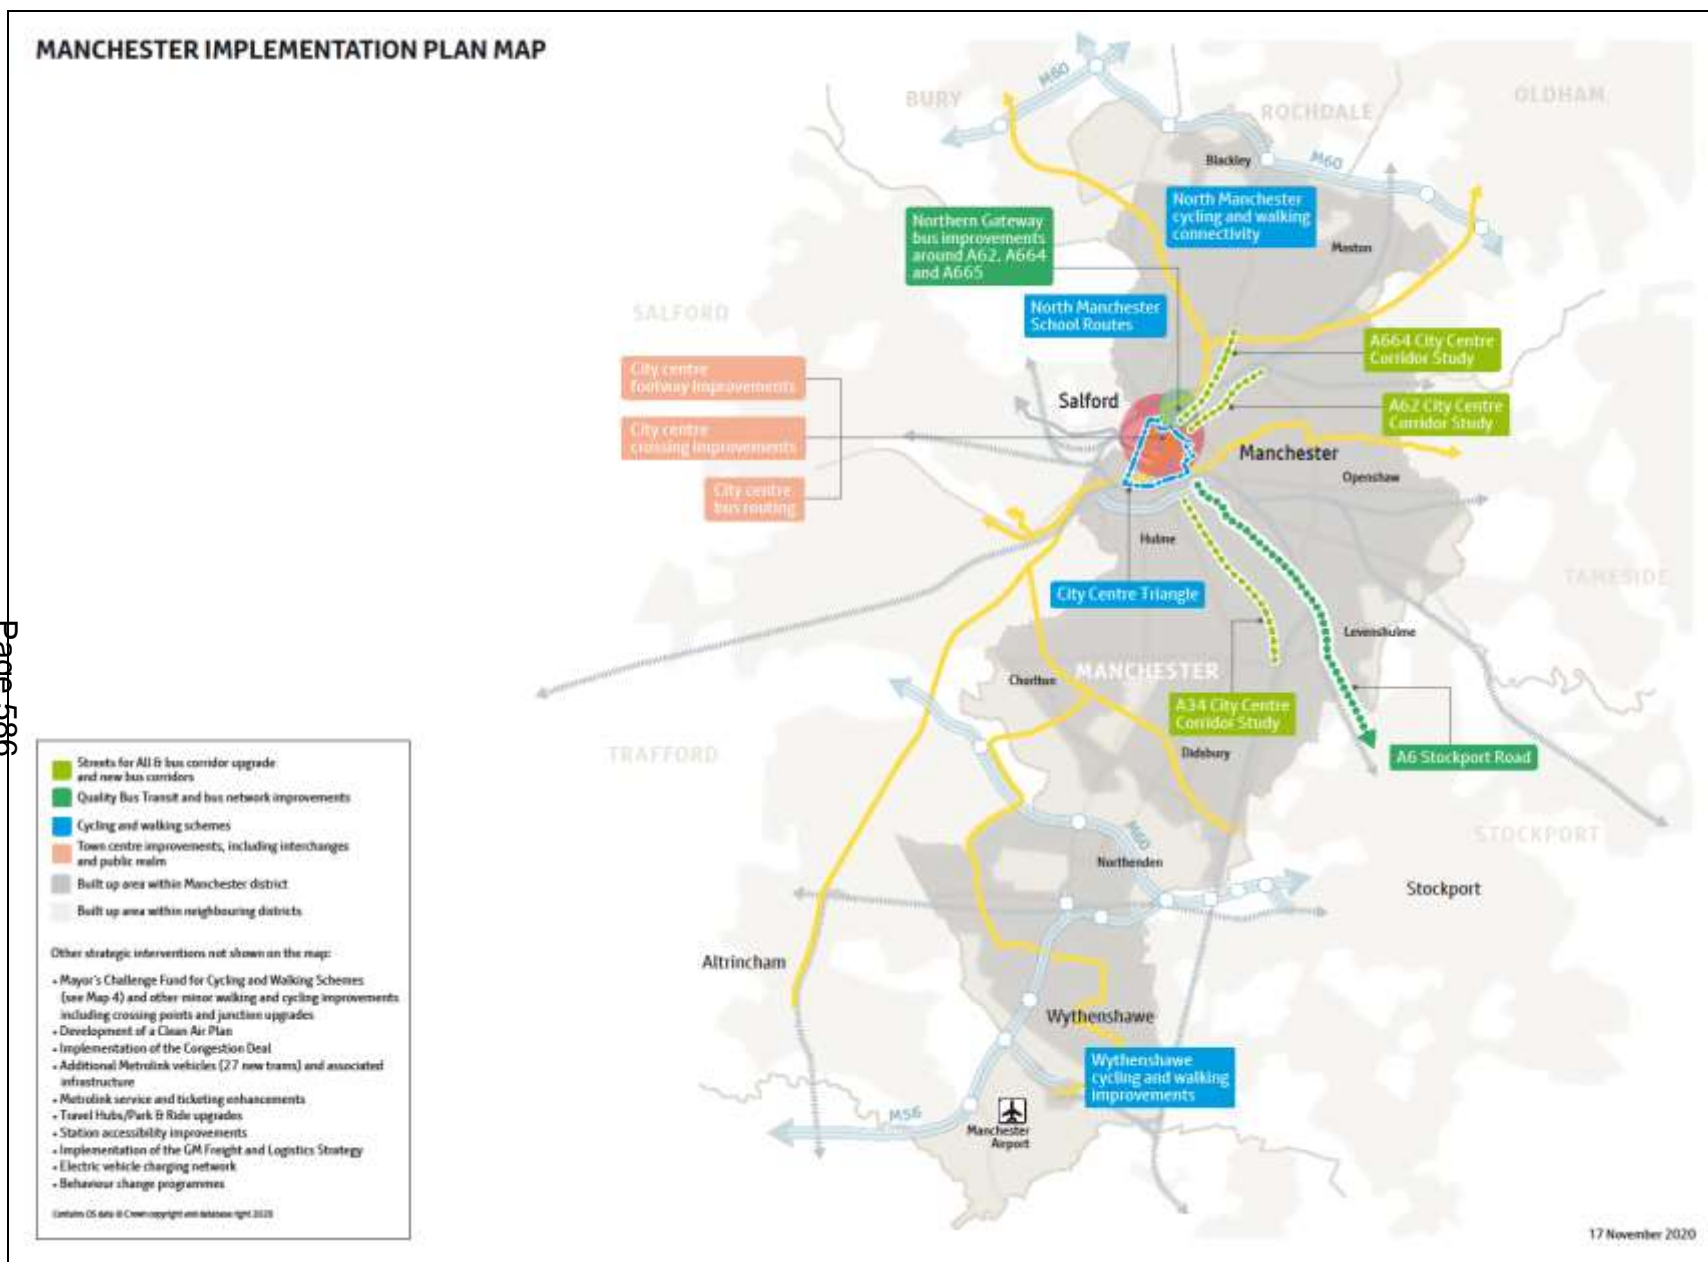 MANCHESTER IMPLEMENTATION PLAN MAP
M60
BURY
ROCHDALE
OLDHAM
Blackley
M60
North Manchester
cycling and walking
connectivity
Northern Gateway
bus improvements
around A62, A664
and A665
Moston
North Manchester
School Routes
SALFORD
A664 City Centre
Corridor Study
City centre
footway improvements
Salford
A62 City Centre
Corridor Study
City centre
crossing improvements
Manchester
Openshaw
City centre
bus routing
Hulme
TAMESIDE
City Centre Triangle
Levenshulme
MANCHESTER
Chorlton
A34 City Centre
Corridor Study
Didsbury
A6 Stockport Road
TRAFFORD
STOCKPORT
M60
Northenden
Stockport
Altrincham
Wythenshawe
Wythenshawe
cycling and walking
improvements
M56
Manchester
Airport
Page 586
Streets for All & bus corridor upgrade
and new bus corridors
Quality Bus Transit and bus network improvements
Cycling and walking schemes
Town centre improvements, including interchanges
and public realm
Built up area within Manchester district
Built up area within neighbouring districts
Other strategic interventions not shown on the map:
• Mayor's Challenge Fund for Cycling and Walking Schemes
(see Map 4) and other minor walking and cycling improvements
including crossing points and junction upgrades
• Development of a Clean Air Plan
• Implementation of the Congestion Deal
• Additional Metrolink vehicles (27 new trams) and associated
infrastructure
• Metrolink service and ticketing enhancements
• Travel Hubs/Park & Ride upgrades
• Station accessibility improvements
• Implementation of the GM Freight and Logistics Strategy
• Electric vehicle charging network
• Behaviour change programmes
Contains OS data © Crown copyright and database right 2020
17 November 2020